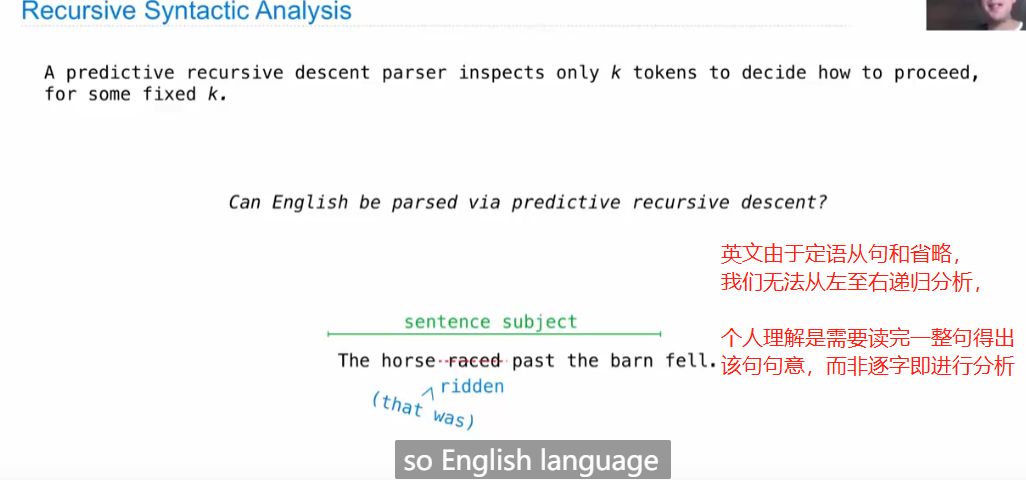 Recursive Syntactic Analysis
A predictive recursive descent parser inspects only k tokens to decide how to proceed,
for some fixed k.
Can English be parsed via predictive recursive descent?
英文由于定语从句和省略，
我们无法从左至右递归分析，
sentence subject
个人理解是需要读完一整句得出
The horse raced past the barn fell.
该句句意，而非逐字即进行分析
ridden
(that was)
so English language